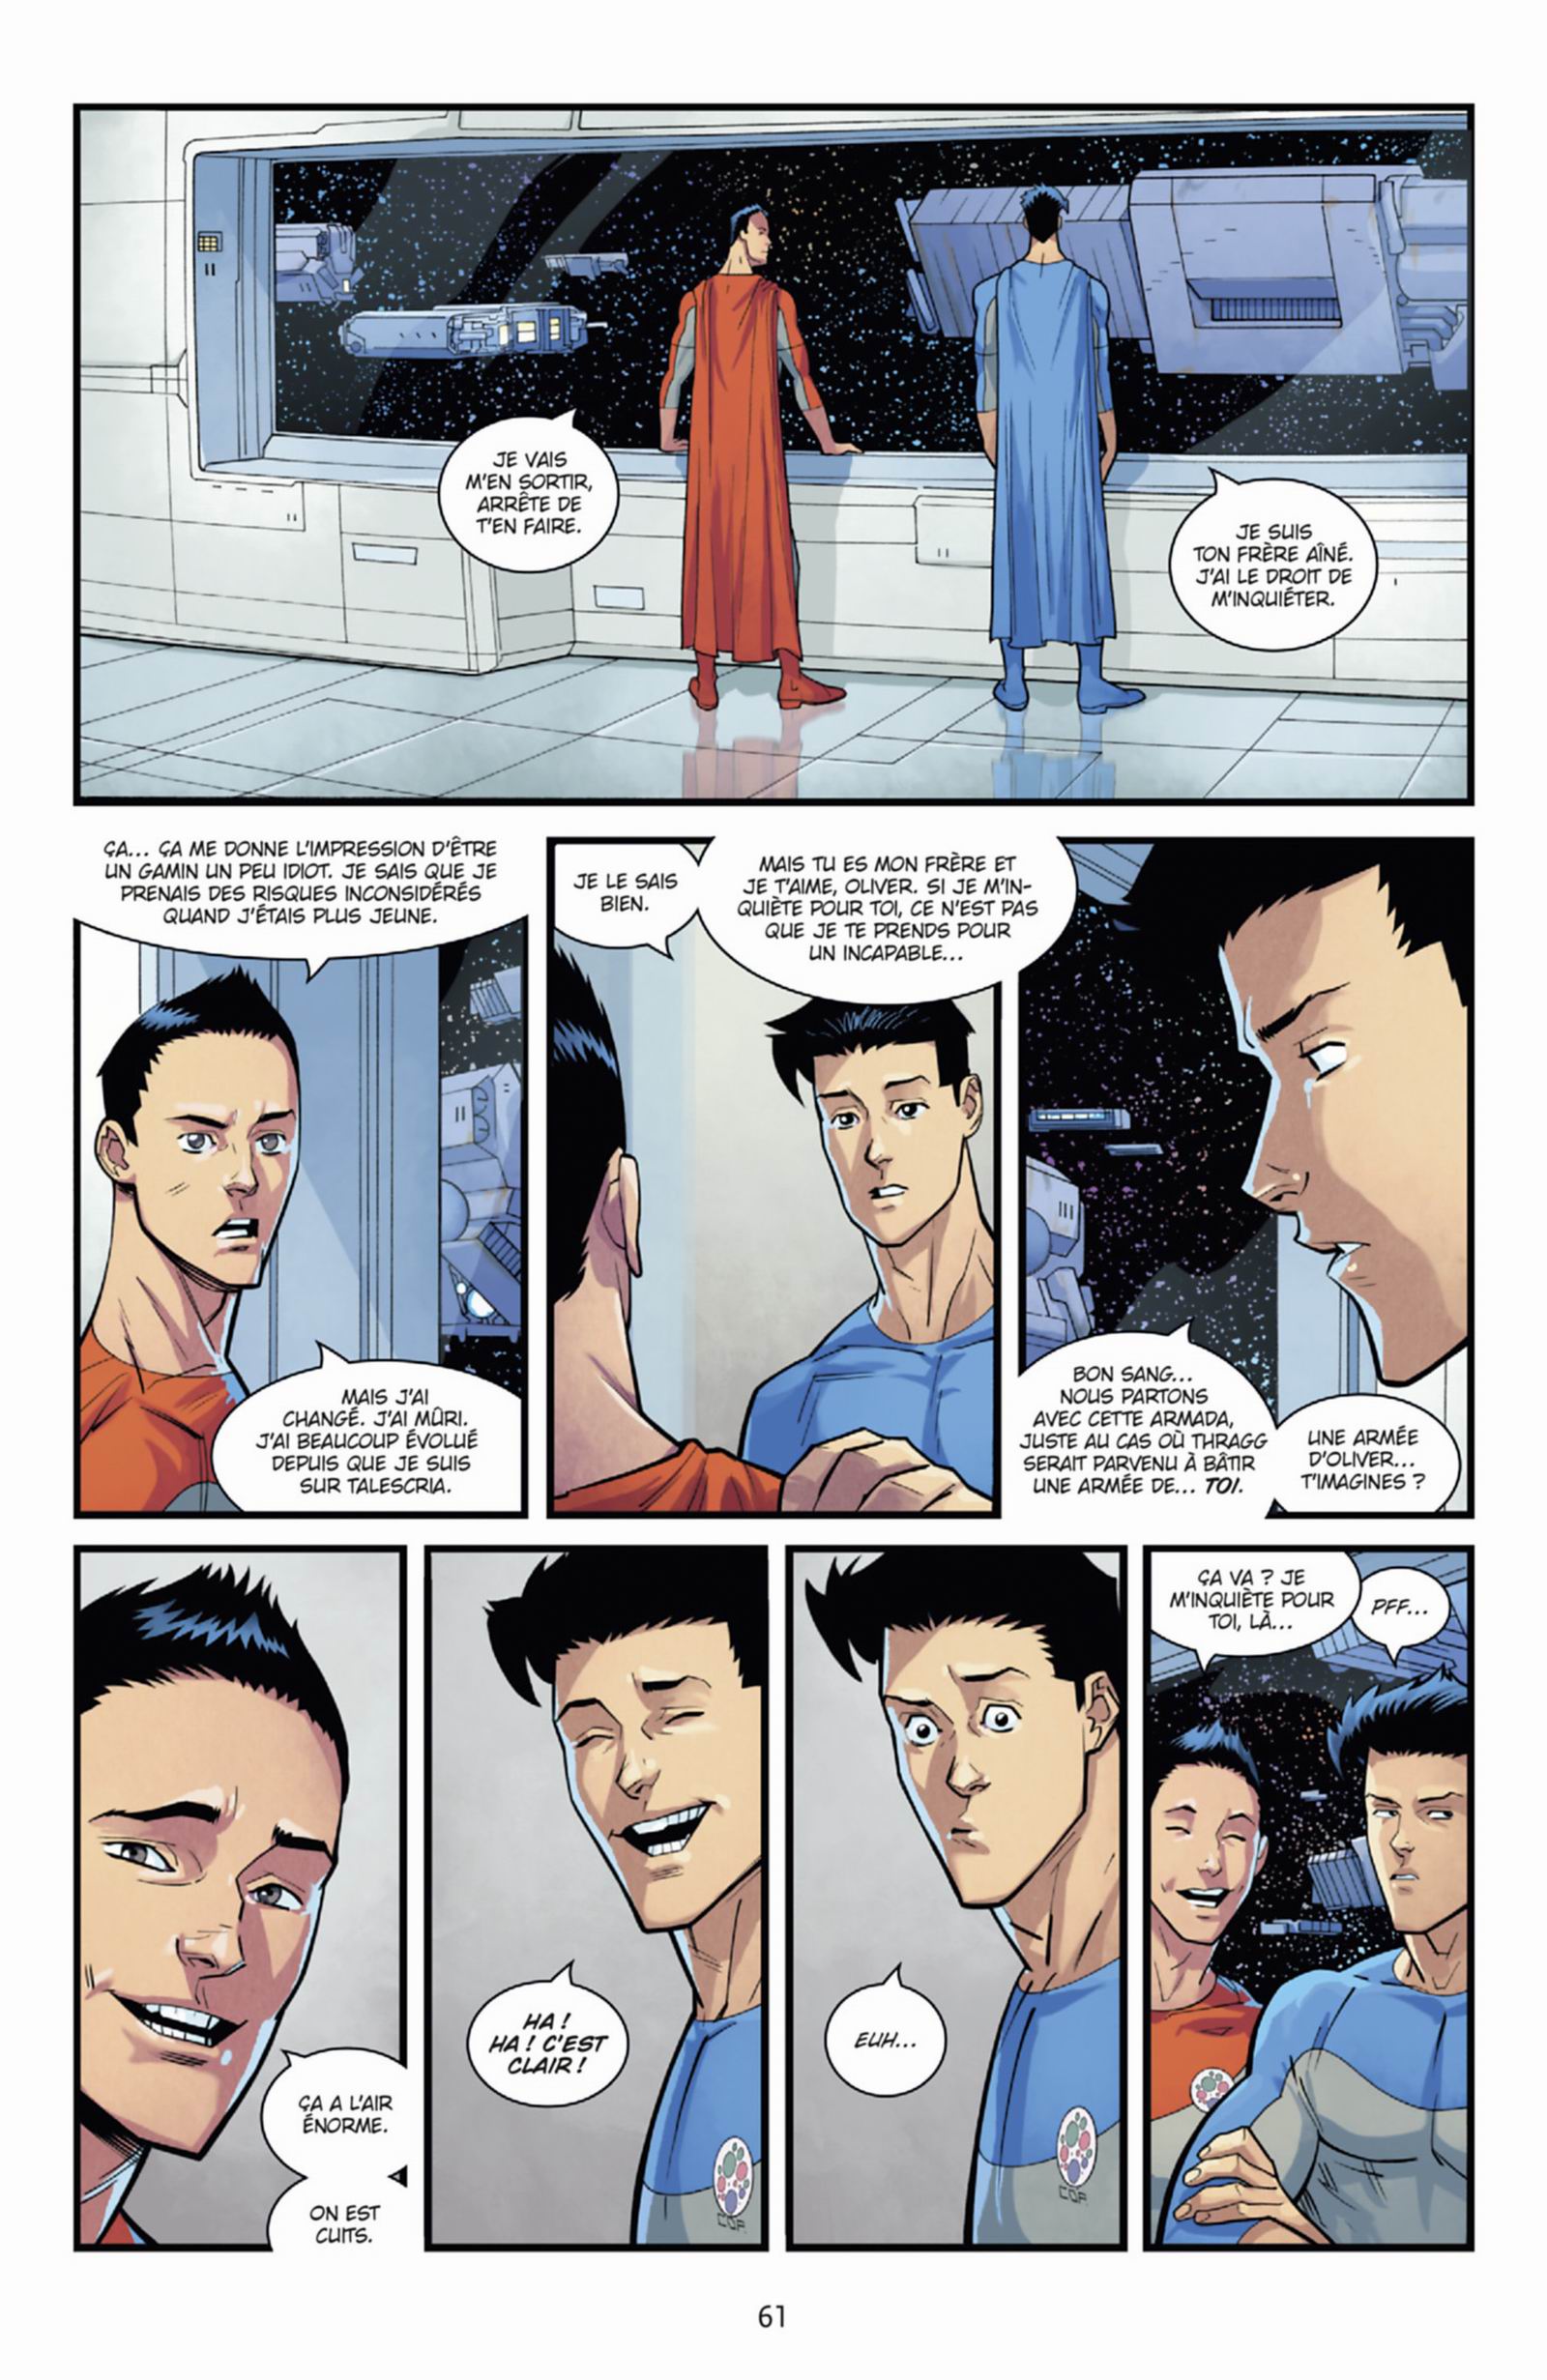 JE VAIS
M'EN SORTIR,
ARRÊTE DE
T'EN FAIRE.
JE SUIS
TON FRÈRE AÎNÉ.
J'AI LE DROIT DE
M'INQUIÉTER.
ÇA... ÇA ME DONNE L'IMPRESSION D'ÊTRE
UN GAMIN UN PEU IDIOT. JE SAIS QUE JE
PRENAIS DES RISQUES INCONSIDÉRÉS
QUAND J'ÉTAIS PLUS JEUNE.
MAIS J'AI
CHANGÉ. J'AI MÛRI.
J'AI BEAUCOUP ÉVOLUÉ
DEPUIS QUE JE SUIS
SUR TALESCRIA.
JE LE SAIS
BIEN.
MAIS TU ES MON FRÈRE ET
JE T'AIME, OLIVER. SI JE M'IN-
QUIÈTE POUR TOI, CE N'EST PAS
QUE JE TE PRENDS POUR
UN INCAPABLE...
BON SANG...
NOUS PARTONS
AVEC CETTE ARMADA,
JUSTE AU CAS OÙ THRAGG
SERAIT PARVENU À BÂTIR
UNE ARMÉE DE... TOI.
UNE ARMÉE
D'OLIVER...
T'IMAGINES ?
ÇA A L'AIR
ÉNORME.
ON EST
CUITS.
HA !
HA ! C'EST
CLAIR !
COP.
EUH...
COP.
ÇA VA ? JE
M'INQUIÈTE POUR
TOI, LÀ...
PFF...
61